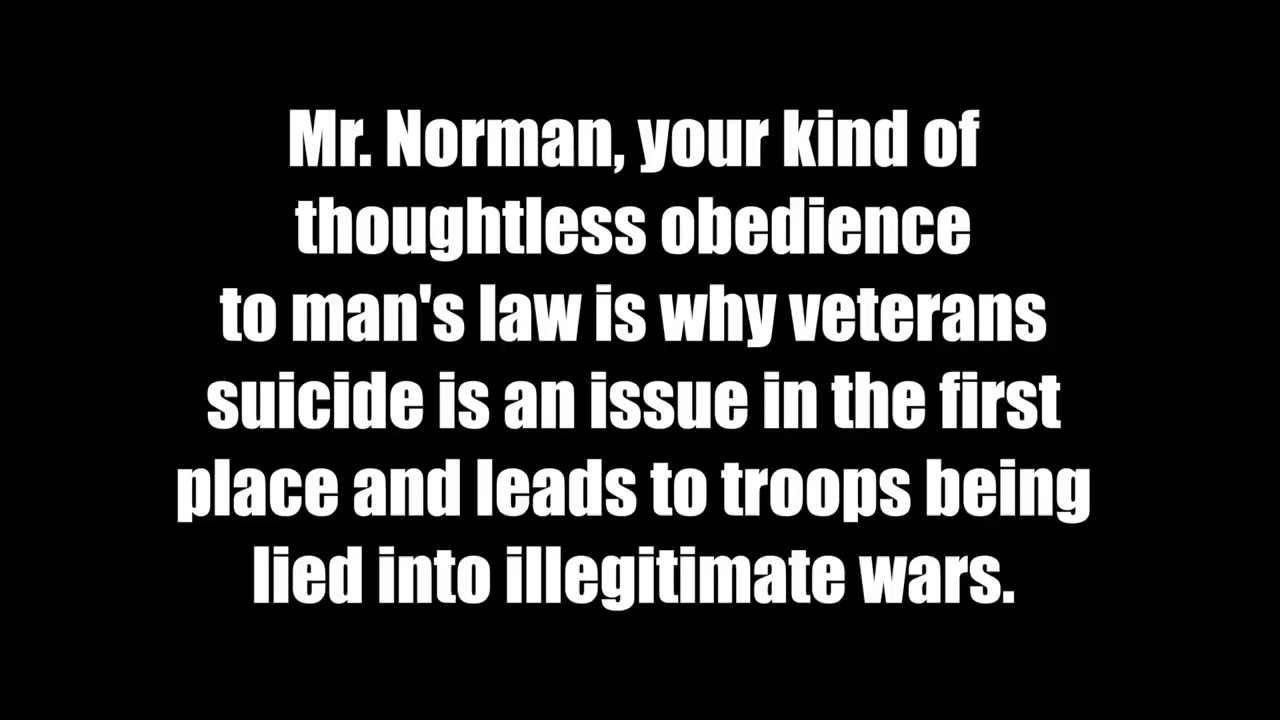 Mr. Norman, your kind of
thoughtless obedience
to man's law is why veterans
suicide is an issue in the first
place and leads to troops being
lied into illegitimate wars.